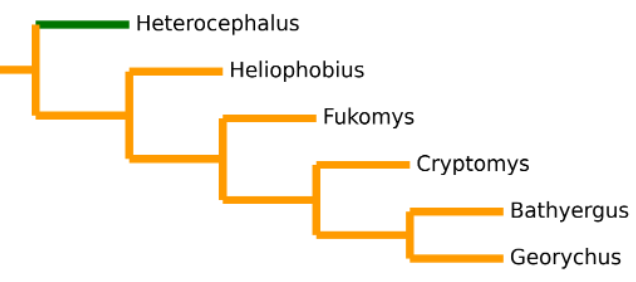 Heterocephalus
Heliophobius
Fukomys
Cryptomys
Bathyergus
Georychus